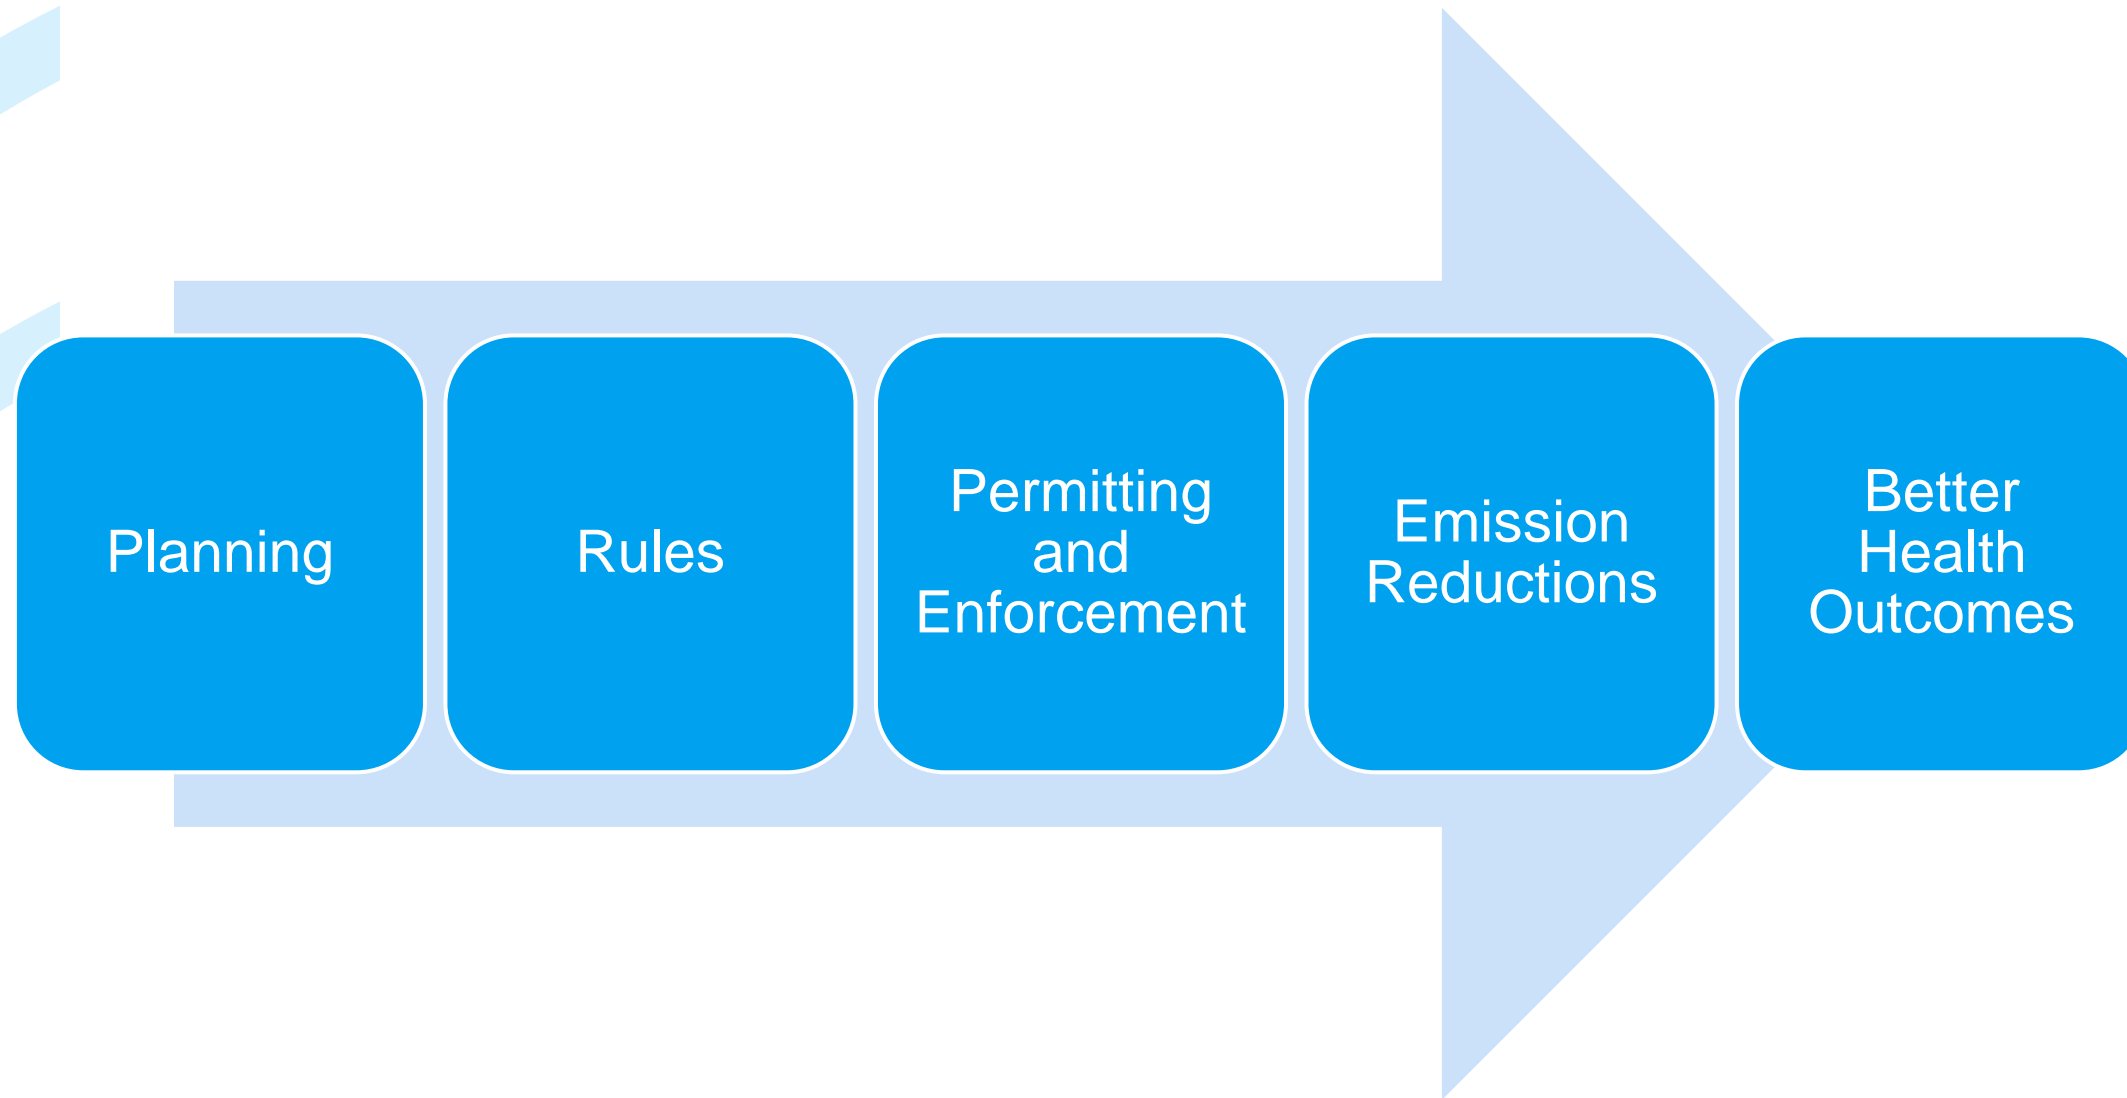 Planning
Rules
Permitting
and
Enforcement
Emission
Reductions
Better
Health
Outcomes